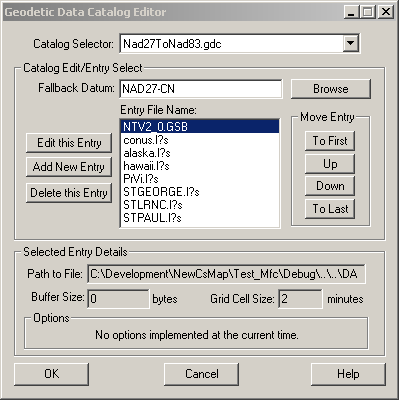 Geodetic Data Catalog Editor
Catalog Selector: Nad27ToNad83.gdc
Catalog Edit/Entry Select
Fallback Datum: NAD27-CN Browse
Entry File Name:
Move Entry
NTV2_0.GSB
conus.l?s
alaska.l?s
hawaii.l?s
PrVi.l?s
STGEORGE.l?s
STLRNC.l?s
STPAUL.l?s
Edit this Entry
Add New Entry
Delete this Entry
To First
Up
Down
To Last
Selected Entry Details
Path to File: C:\Development\NewCsMap\Test_Mfc\Debug\..\..\DA
Buffer Size: 0 bytes Grid Cell Size: 2 minutes
Options
No options implemented at the current time.
OK Cancel Help